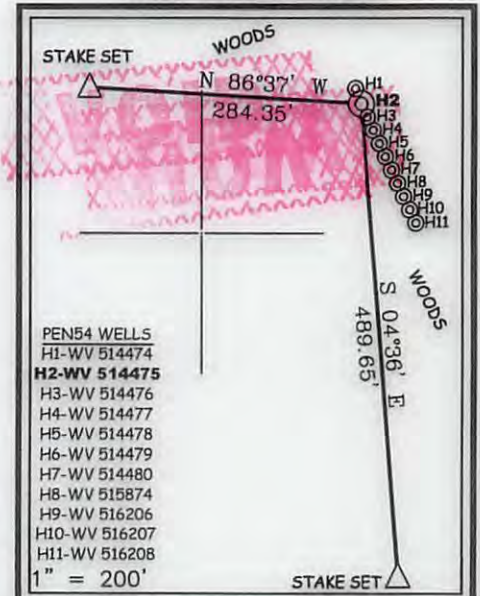 WOODS
STAKE SET
N 86°37' W
284.35'
H1
H2
H3
H4
H5
H6
H7
H8
H9
H10
H11
WOODS
S 04°36' E
489.65'
PEN54 WELLS
H1-WV 514474
H2-WV 514475
H3-WV 514476
H4-WV 514477
H5-WV 514478
H6-WV 514479
H7-WV 514480
H8-WV 515874
H9-WV 516206
H10-WV 516207
H11-WV 516208
1" = 200'
STAKE SET